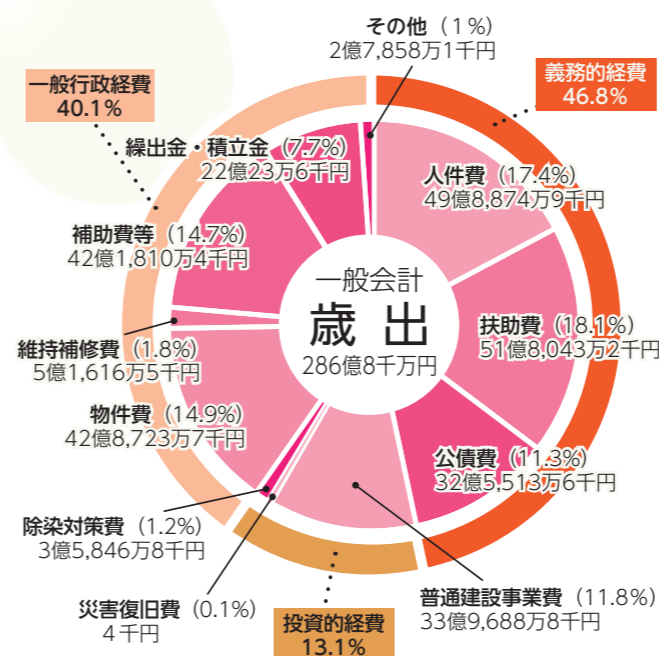 その他（1%）
2億7,858万1千円
義務的経費
46.8%
一般行政経費
40.1%
繰出金・積立金（7.7%）
22億23万6千円
人件費（17.4%）
49億8,874万9千円
補助費等（14.7%）
42億1,810万4千円
一般会計
歳出
286億8千万円
扶助費（18.1%）
51億8,043万2千円
維持補修費（1.8%）
5億1,616万5千円
物件費（14.9%）
42億8,723万7千円
公債費（11.3%）
32億5,513万6千円
除染対策費（1.2%）
3億5,846万8千円
災害復旧費（0.1%）
4千円
普通建設事業費（11.8%）
33億9,688万8千円
投資的経費
13.1%